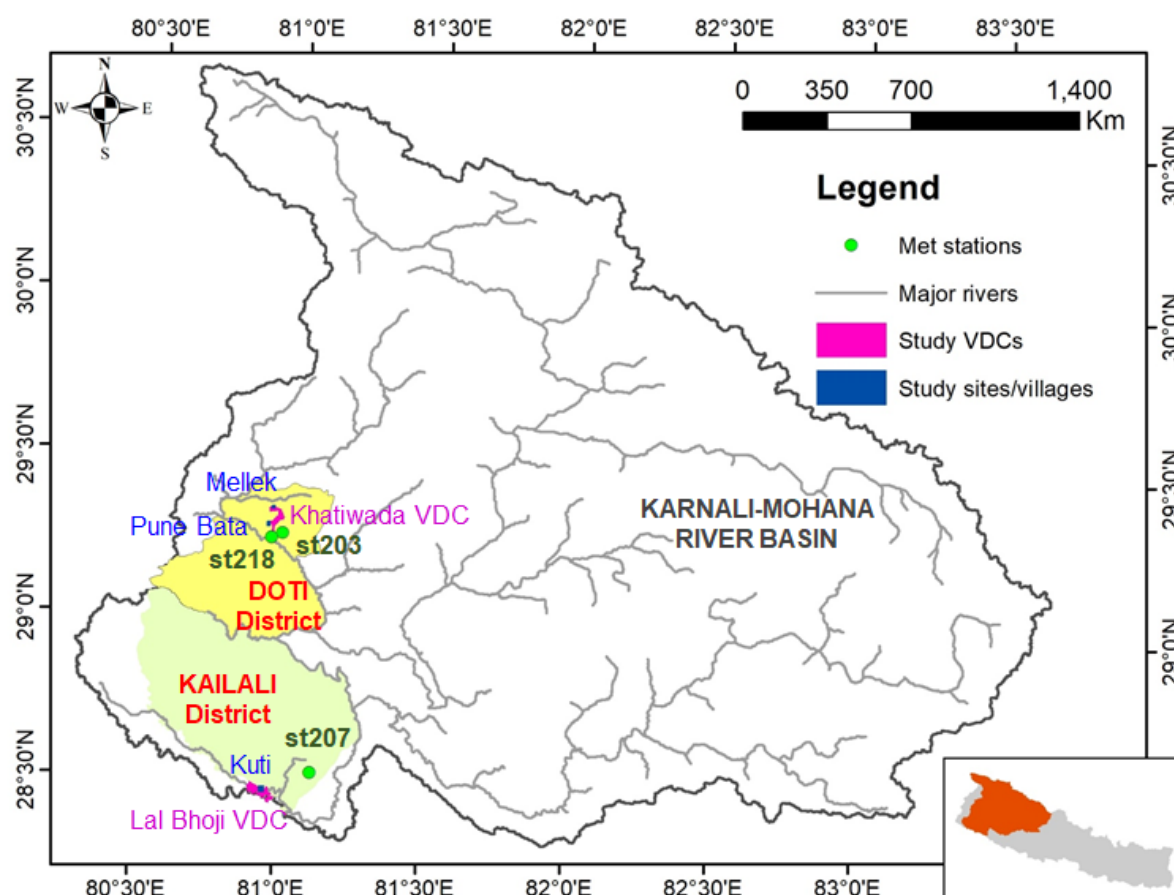 80°30'E 81°0'E 81°30'E 82°0'E 82°30'E 83°0'E 83°30'E
N
W E
S
0 350 700 1,400
Km
Legend
Met stations
Major rivers
Study VDCs
Study sites/villages
30°30'N
30°0'N
29°30'N
29°0'N
28°30'N
30°30'N
30°0'N
29°30'N
29°0'N
Mellek
Khatiwada VDC
Pune Bata
st203
st218
DOTI
District
KARNALI-MOHANA
RIVER BASIN
KAILALI
District
st207
Kuti
Lal Bhoji VDC
80°30'E 81°0'E 81°30'E 82°0'E 82°30'E 83°0'E